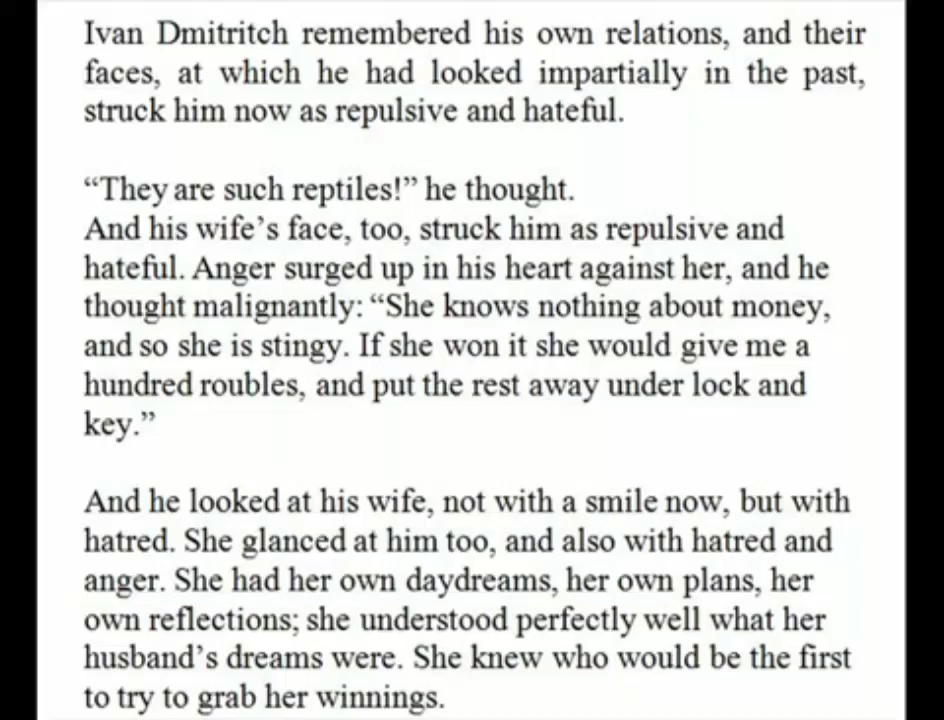 Ivan Dmitritch remembered his own relations, and their
faces, at which he had looked impartially in the past,
struck him now as repulsive and hateful.
“They are such reptiles!” he thought.
And his wife’s face, too, struck him as repulsive and
hateful. Anger surged up in his heart against her, and he
thought malignantly: “She knows nothing about money,
and so she is stingy. If she won it she would give me a
hundred roubles, and put the rest away under lock and
key.”
And he looked at his wife, not with a smile now, but with
hatred. She glanced at him too, and also with hatred and
anger. She had her own daydreams, her own plans, her
own reflections; she understood perfectly well what her
husband’s dreams were. She knew who would be the first
to try to grab her winnings.